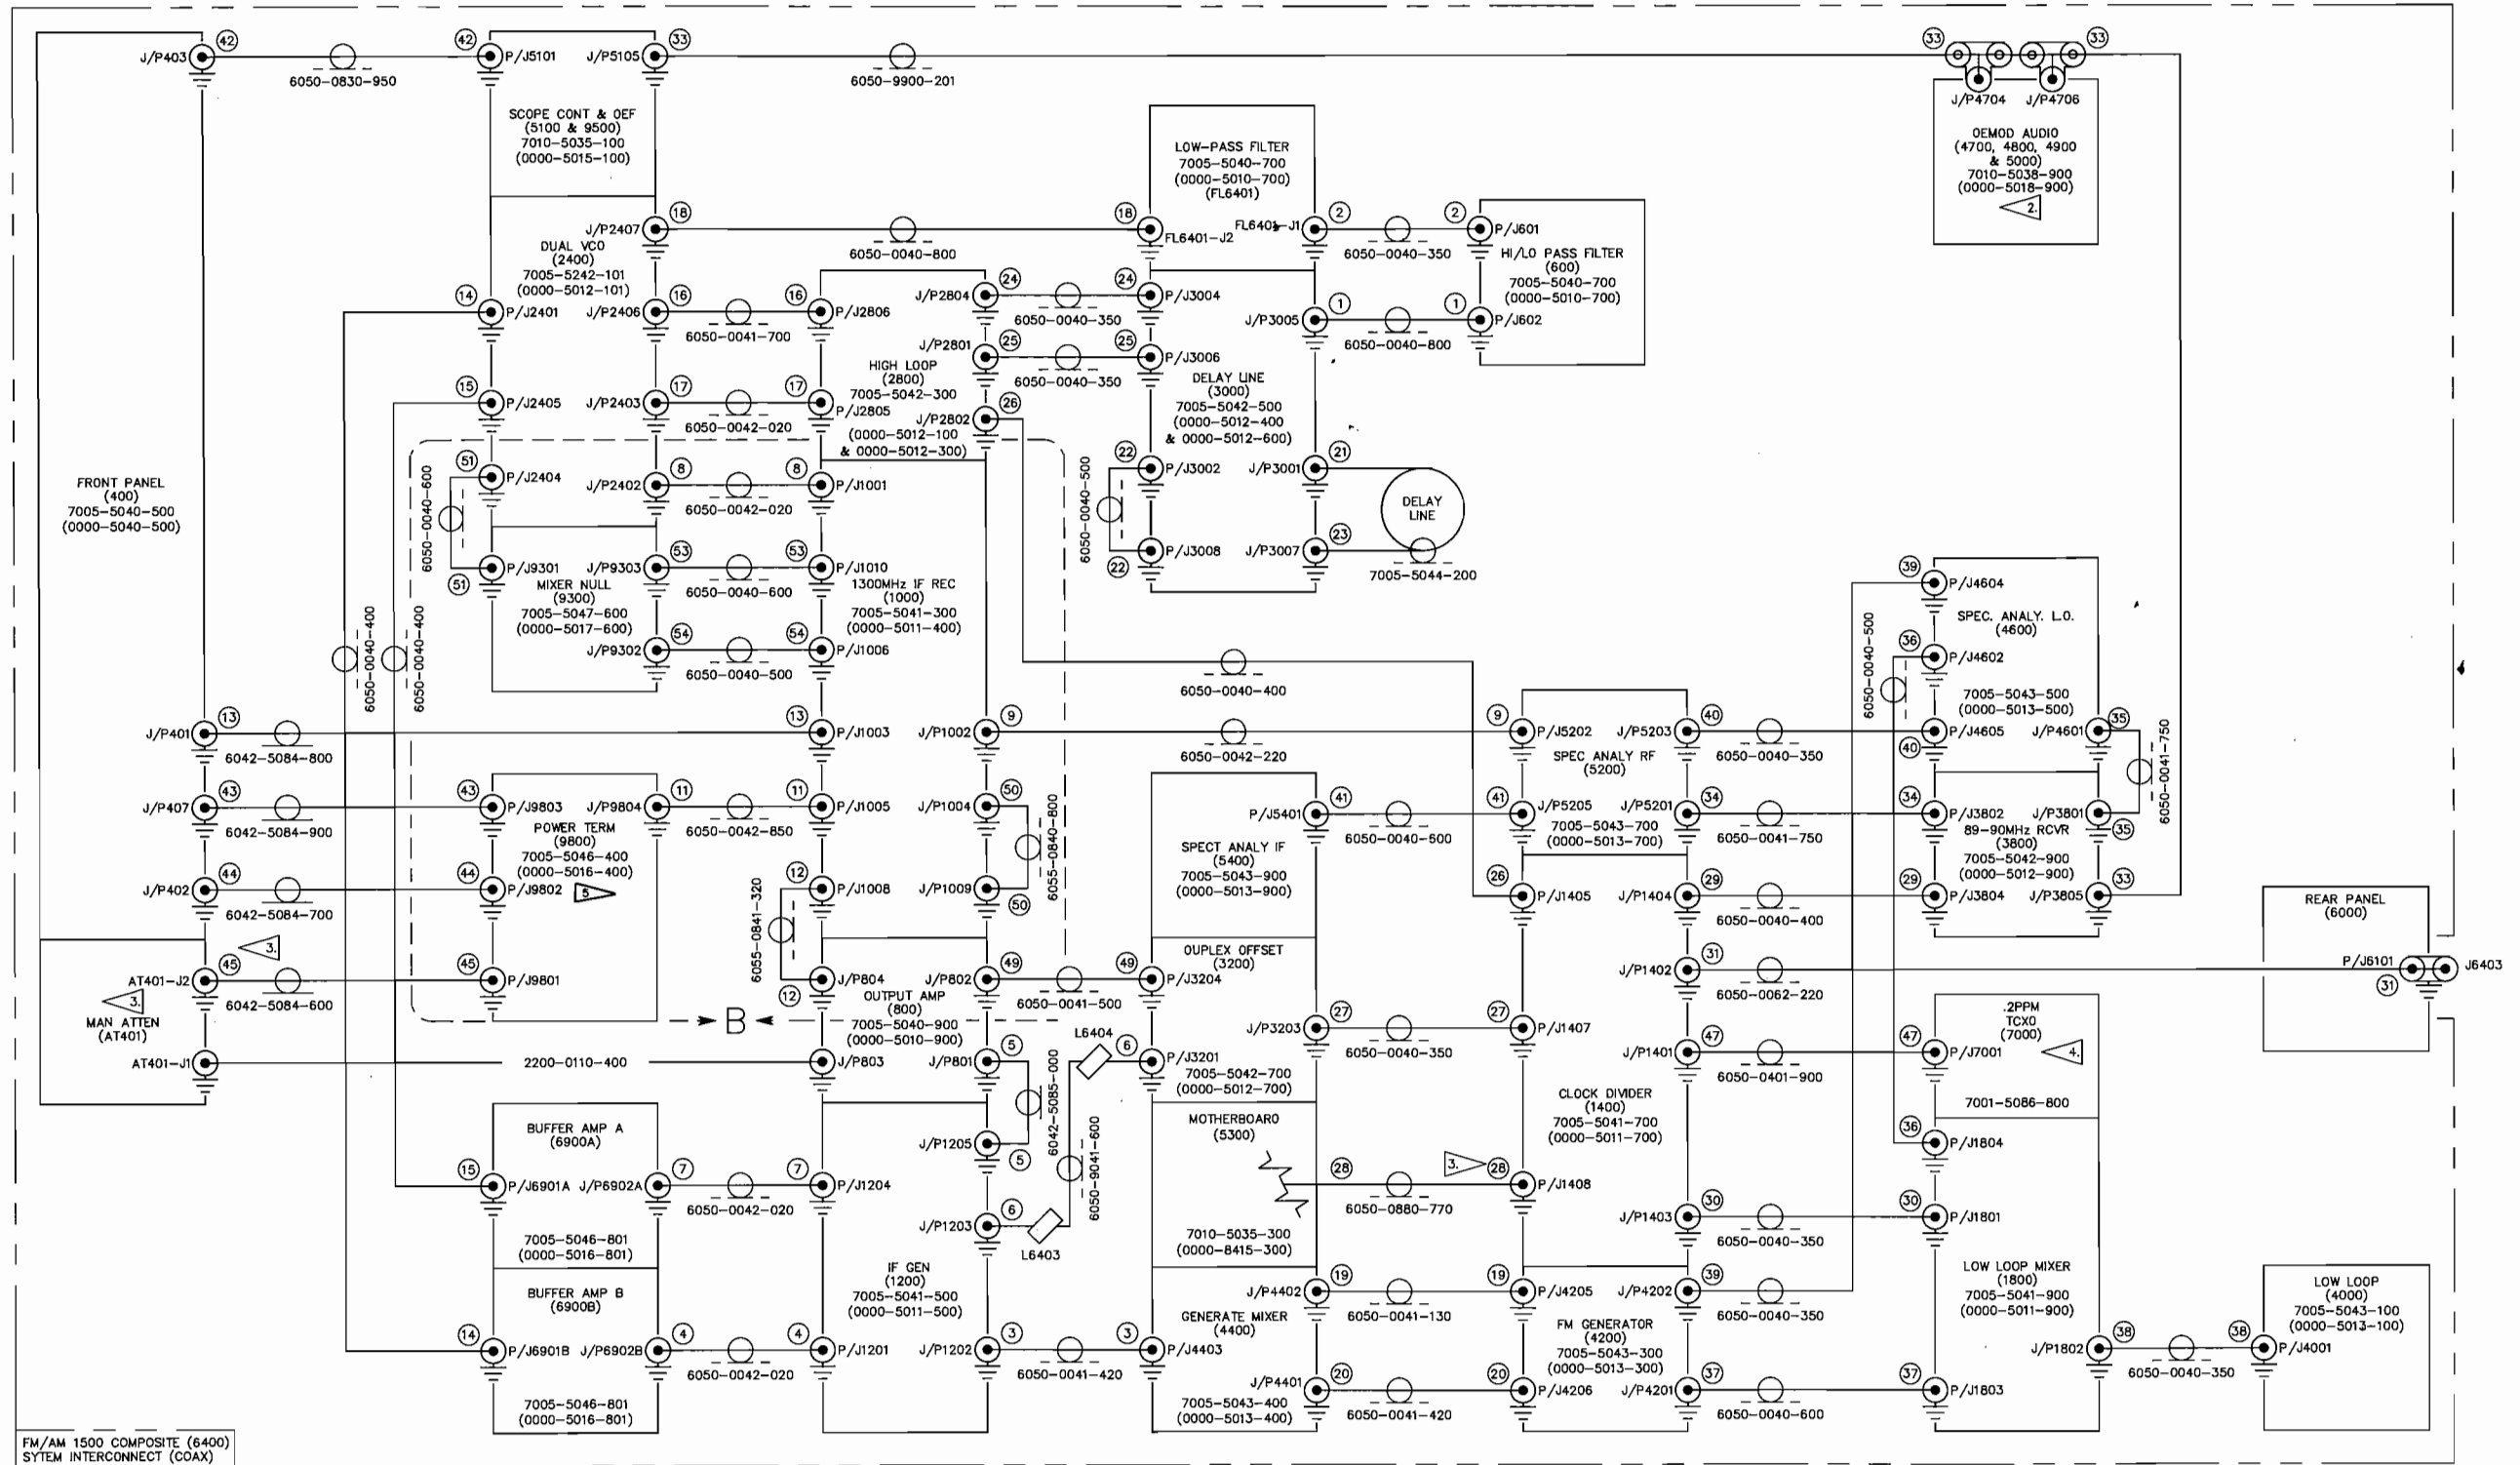 J/P403
42
6050-0830-950
42
P/J5101
J/P5105
33
6050-9900-201
33
33
J/P4704
J/P4706
SCOPE CONT & OEF
(5100 & 9500)
7010-5035-100
(0000-5015-100)
LOW-PASS FILTER
7005-5040-700
(0000-5010-700)
(FL6401)
OEMOD AUDIO
(4700, 4800, 4900
& 5000)
7010-5038-900
(0000-5018-900)
2.
J/P2407
18
6050-0040-800
18
FL6401-J2
FL6401-J1
2
6050-0040-350
2
P/J601
HI/LO PASS FILTER
(600)
7005-5040-700
(0000-5010-700)
DUAL VCO
(2400)
7005-5242-101
(0000-5012-101)
14
P/J2401
J/P2406
16
6050-0041-700
16
P/J2806
J/P2804
24
6050-0040-350
24
P/J3004
J/P3005
1
6050-0040-800
1
P/J602
J/P2801
25
6050-0040-350
25
P/J3006
HIGH LOOP
(2800)
7005-5042-300
15
P/J2405
J/P2403
17
6050-0042-020
17
P/J2805
J/P2802
26
(0000-5012-100
& 0000-5012-300)
DELAY LINE
(3000)
7005-5042-500
(0000-5012-400
& 0000-5012-600)
FRONT PANEL
(400)
7005-5040-500
(0000-5040-500)
6050-0040-600
51
P/J2404
J/P2402
8
6050-0042-020
8
P/J1001
6050-0040-500
22
P/J3002
J/P3001
21
DELAY
LINE
22
P/J3008
J/P3007
23
7005-5044-200
51
P/J9301
J/P9303
53
6050-0040-600
53
P/J1010
MIXER NULL
(9300)
7005-5047-600
(0000-5017-600)
1300MHz IF REC
(1000)
7005-5041-300
(0000-5011-400)
J/P9302
54
6050-0040-500
54
P/J1006
6050-0040-400
6050-0040-400
6050-0040-400
39
P/J4604
SPEC. ANALY. L.O.
(4600)
6050-0040-500
36
P/J4602
7005-5043-500
(0000-5013-500)
J/P401
13
6042-5084-800
13
P/J1003
J/P1002
9
6050-0042-220
9
P/J5202
J/P5203
40
6050-0040-350
P/J4605
40
J/P4601
35
6050-0041-750
SPEC ANALY RF
(5200)
J/P407
43
6042-5084-900
43
P/J9803
J/P9804
11
6050-0042-850
11
P/J1005
J/P1004
50
6055-0840-800
P/J5401
41
6050-0040-600
41
J/P5205
J/P5201
34
6050-0041-750
34
P/J3802
J/P3801
35
7005-5043-700
(0000-5013-700)
89-90MHz RCVR
(3800)
7005-5042-900
(0000-5012-900)
POWER TERM
(9800)
7005-5046-400
(0000-5016-400)
SPECT ANALY IF
(5400)
7005-5043-900
(0000-5013-900)
J/P402
44
6042-5084-700
44
P/J9802
5
6055-0841-320
12
P/J1008
J/P1009
50
26
P/J1405
J/P1404
29
6050-0040-400
29
P/J3804
J/P3805
33
REAR PANEL
(6000)
3.
AT401-J2
45
6042-5084-600
45
P/J9801
3.
MAN ATTEN
(AT401)
12
J/P804
J/P802
49
6050-0041-500
49
P/J3204
OUPLEX OFFSET
(3200)
J/P1402
31
6050-0062-220
P/J6101
31
J6403
OUTPUT AMP
(800)
7005-5040-900
(0000-5010-900)
B
J/P3203
27
6050-0040-350
27
P/J1407
.2PPM
TCXO
(7000)
AT401-J1
2200-0110-400
J/P803
J/P801
5
6042-5085-000
L6404
6
P/J3201
7005-5042-700
(0000-5012-700)
J/P1401
47
6050-0401-900
47
P/J7001
4.
7001-5086-800
BUFFER AMP A
(6900A)
J/P1205
5
6050-9041-600
MOTHERBOARD
(5300)
CLOCK DIVIDER
(1400)
7005-5041-700
(0000-5011-700)
36
P/J1804
15
P/J6901A
J/P6902A
7
6050-0042-020
7
P/J1204
28
6050-0880-770
3.
28
P/J1408
J/P1203
6
L6403
7005-5046-801
(0000-5016-801)
7010-5035-300
(0000-8415-300)
J/P1403
30
6050-0040-350
30
P/J1801
BUFFER AMP B
(6900B)
IF GEN
(1200)
7005-5041-500
(0000-5011-500)
J/P4402
19
6050-0041-130
19
P/J4205
J/P4202
39
6050-0040-350
LOW LOOP MIXER
(1800)
7005-5041-900
(0000-5011-900)
LOW LOOP
(4000)
7005-5043-100
(0000-5013-100)
14
P/J6901B
J/P6902B
4
6050-0042-020
4
P/J1201
J/P1202
3
6050-0041-420
3
P/J4403
GENERATE MIXER
(4400)
FM GENERATOR
(4200)
7005-5043-300
(0000-5013-300)
J/P1802
38
6050-0040-350
38
P/J4001
J/P4401
20
6050-0041-420
20
P/J4206
J/P4201
37
6050-0040-600
37
P/J1803
7005-5043-400
(0000-5013-400)
7005-5046-801
(0000-5016-801)
FM/AM 1500 COMPOSITE (6400)
SYTEM INTERCONNECT (COAX)